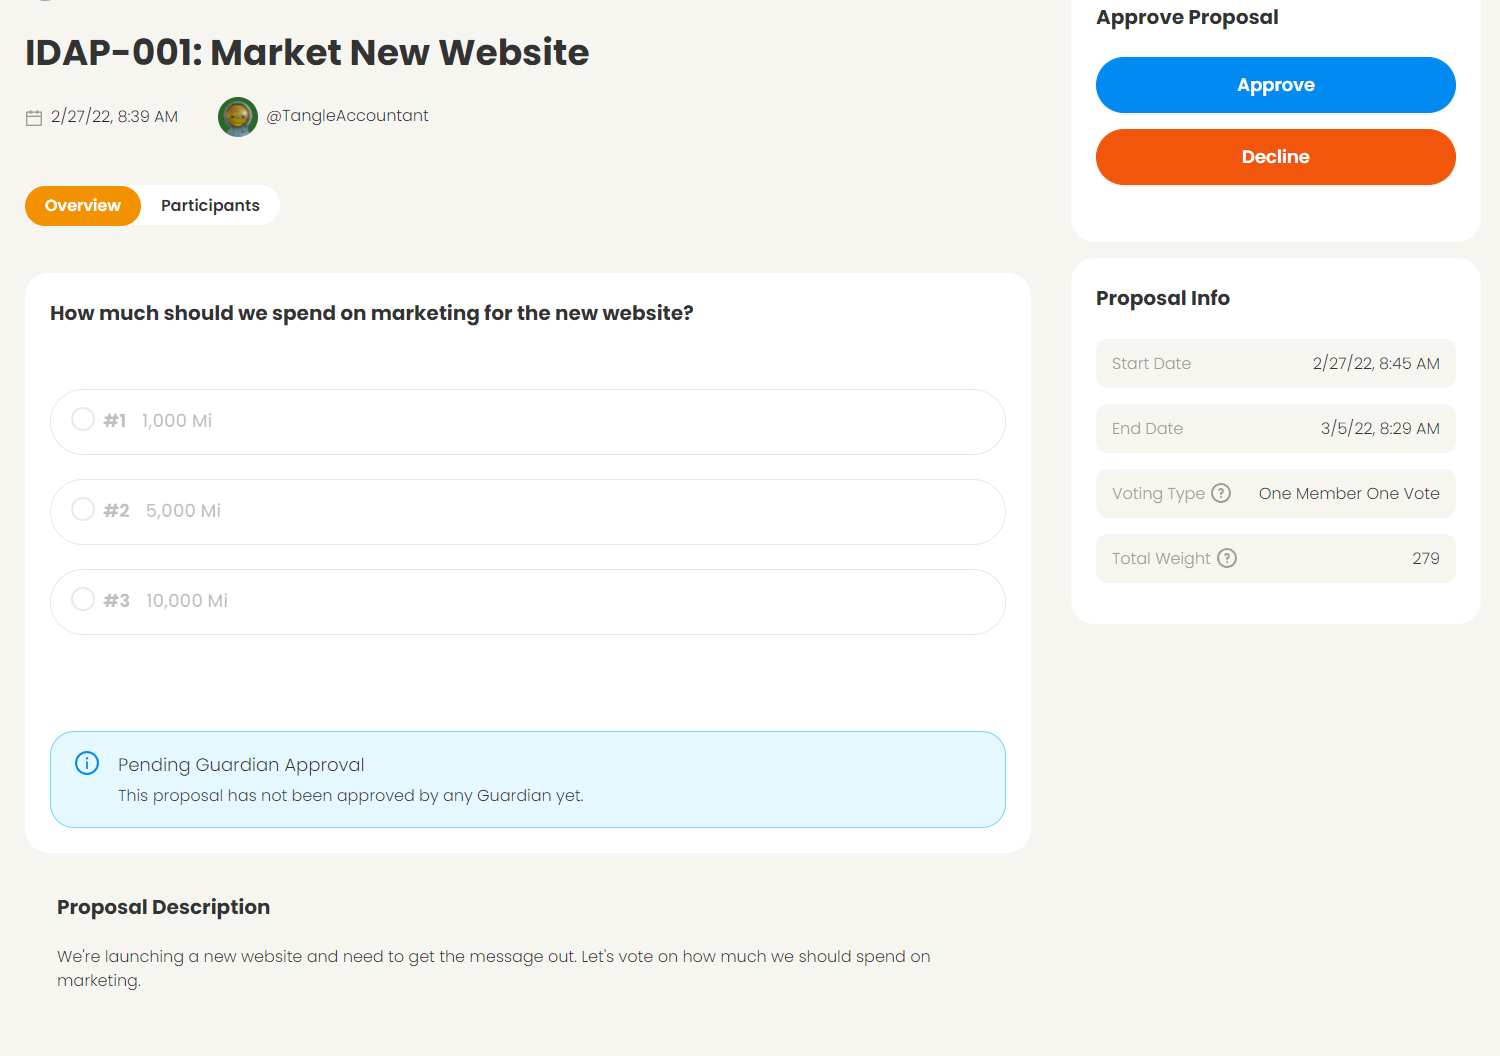 IDAP-001: Market New Website
2/27/22, 8:39 AM
@TangleAccountant
Overview
Participants
How much should we spend on marketing for the new website?
#1 1,000 Mi
#2 5,000 Mi
#3 10,000 Mi
Pending Guardian Approval
This proposal has not been approved by any Guardian yet.
Proposal Description
We're launching a new website and need to get the message out. Let's vote on how much we should spend on
marketing.
Approve Proposal
Approve
Decline
Proposal Info
Start Date 2/27/22, 8:45 AM
End Date 3/5/22, 8:29 AM
Voting Type ? One Member One Vote
Total Weight ? 279